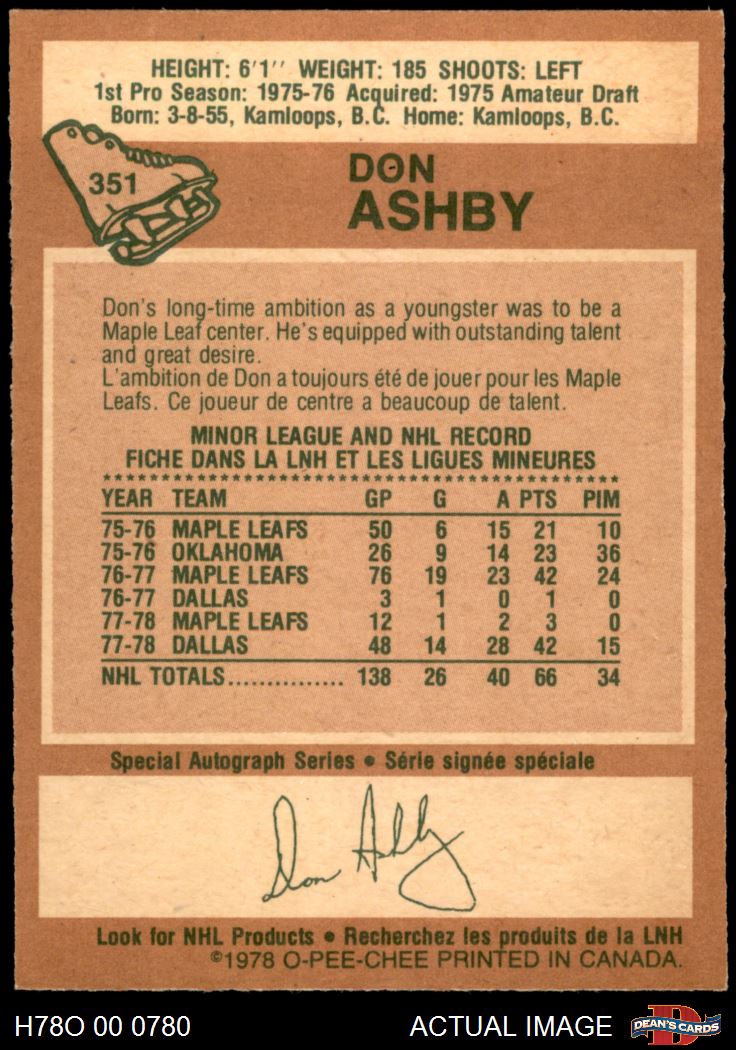 HEIGHT: 6'1'' WEIGHT: 185 SHOOTS: LEFT
1st Pro Season: 1975-76 Acquired: 1975 Amateur Draft
Born: 3-8-55, Kamloops, B.C. Home: Kamloops, B.C.
351
DON
ASHBY
Don's long-time ambition as a youngster was to be a
Maple Leaf center. He's equipped with outstanding talent
and great desire.
L'ambition de Don a toujours été de jouer pour les Maple
Leafs. Ce joueur de centre a beaucoup de talent.
MINOR LEAGUE AND NHL RECORD
FICHE DANS LA LNH ET LES LIGUES MINEURES
YEAR TEAM GP G A PTS PIM
75-76 MAPLE LEAFS 50 6 15 21 10
75-76 OKLAHOMA 26 9 14 23 36
76-77 MAPLE LEAFS 76 19 23 42 24
76-77 DALLAS 3 1 0 1 0
77-78 MAPLE LEAFS 12 1 2 3 0
77-78 DALLAS 48 14 28 42 15
NHL TOTALS............... 138 26 40 66 34
Special Autograph Series • Série signée spéciale
Don Ashby
Look for NHL Products • Recherchez les produits de la LNH
©1978 O-PEE-CHEE PRINTED IN CANADA.
H78O 00 0780 ACTUAL IMAGE DEAN'S CARDS